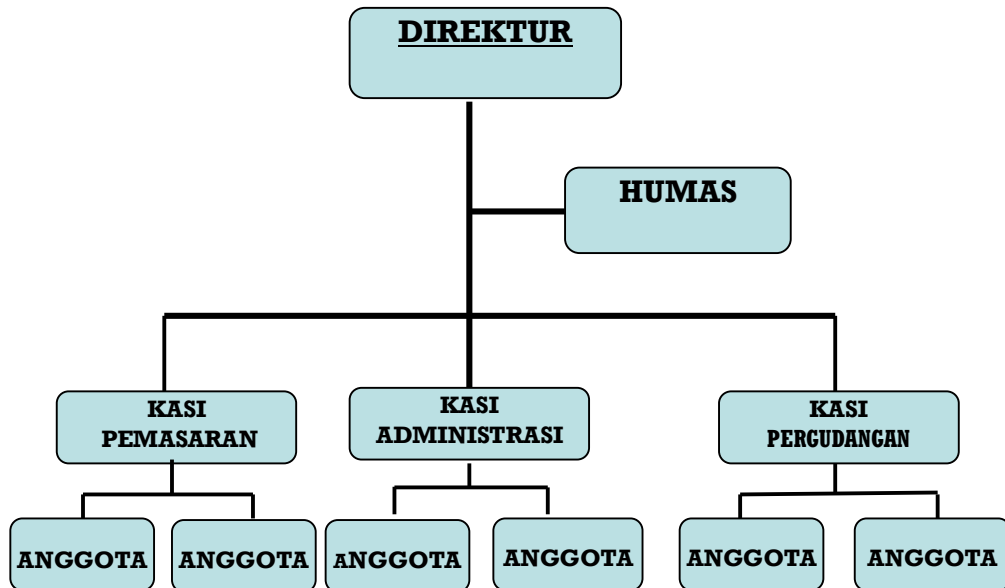 DIREKTUR
HUMAS
KASI
PEMASARAN
KASI
ADMINISTRASI
KASI
PERGUDANGAN
ANGGOTA
ANGGOTA
ANGGOTA
ANGGOTA
ANGGOTA
ANGGOTA